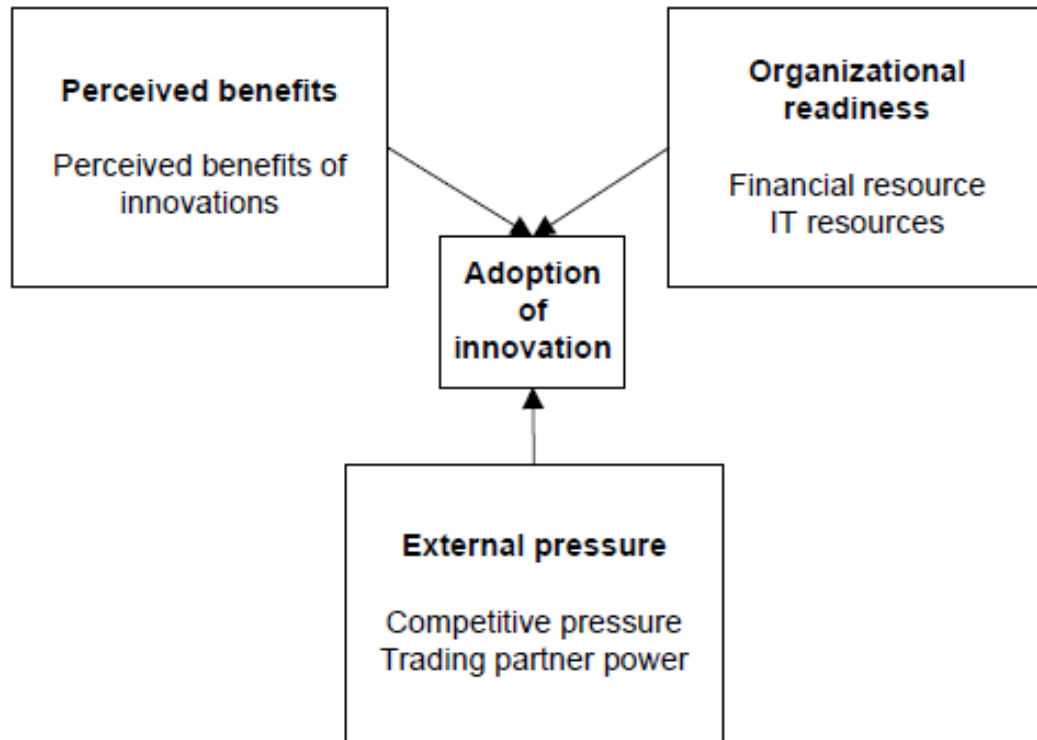 Perceived benefits
Perceived benefits of
innovations
Organizational
readiness
Financial resource
IT resources
Adoption
of
innovation
External pressure
Competitive pressure
Trading partner power